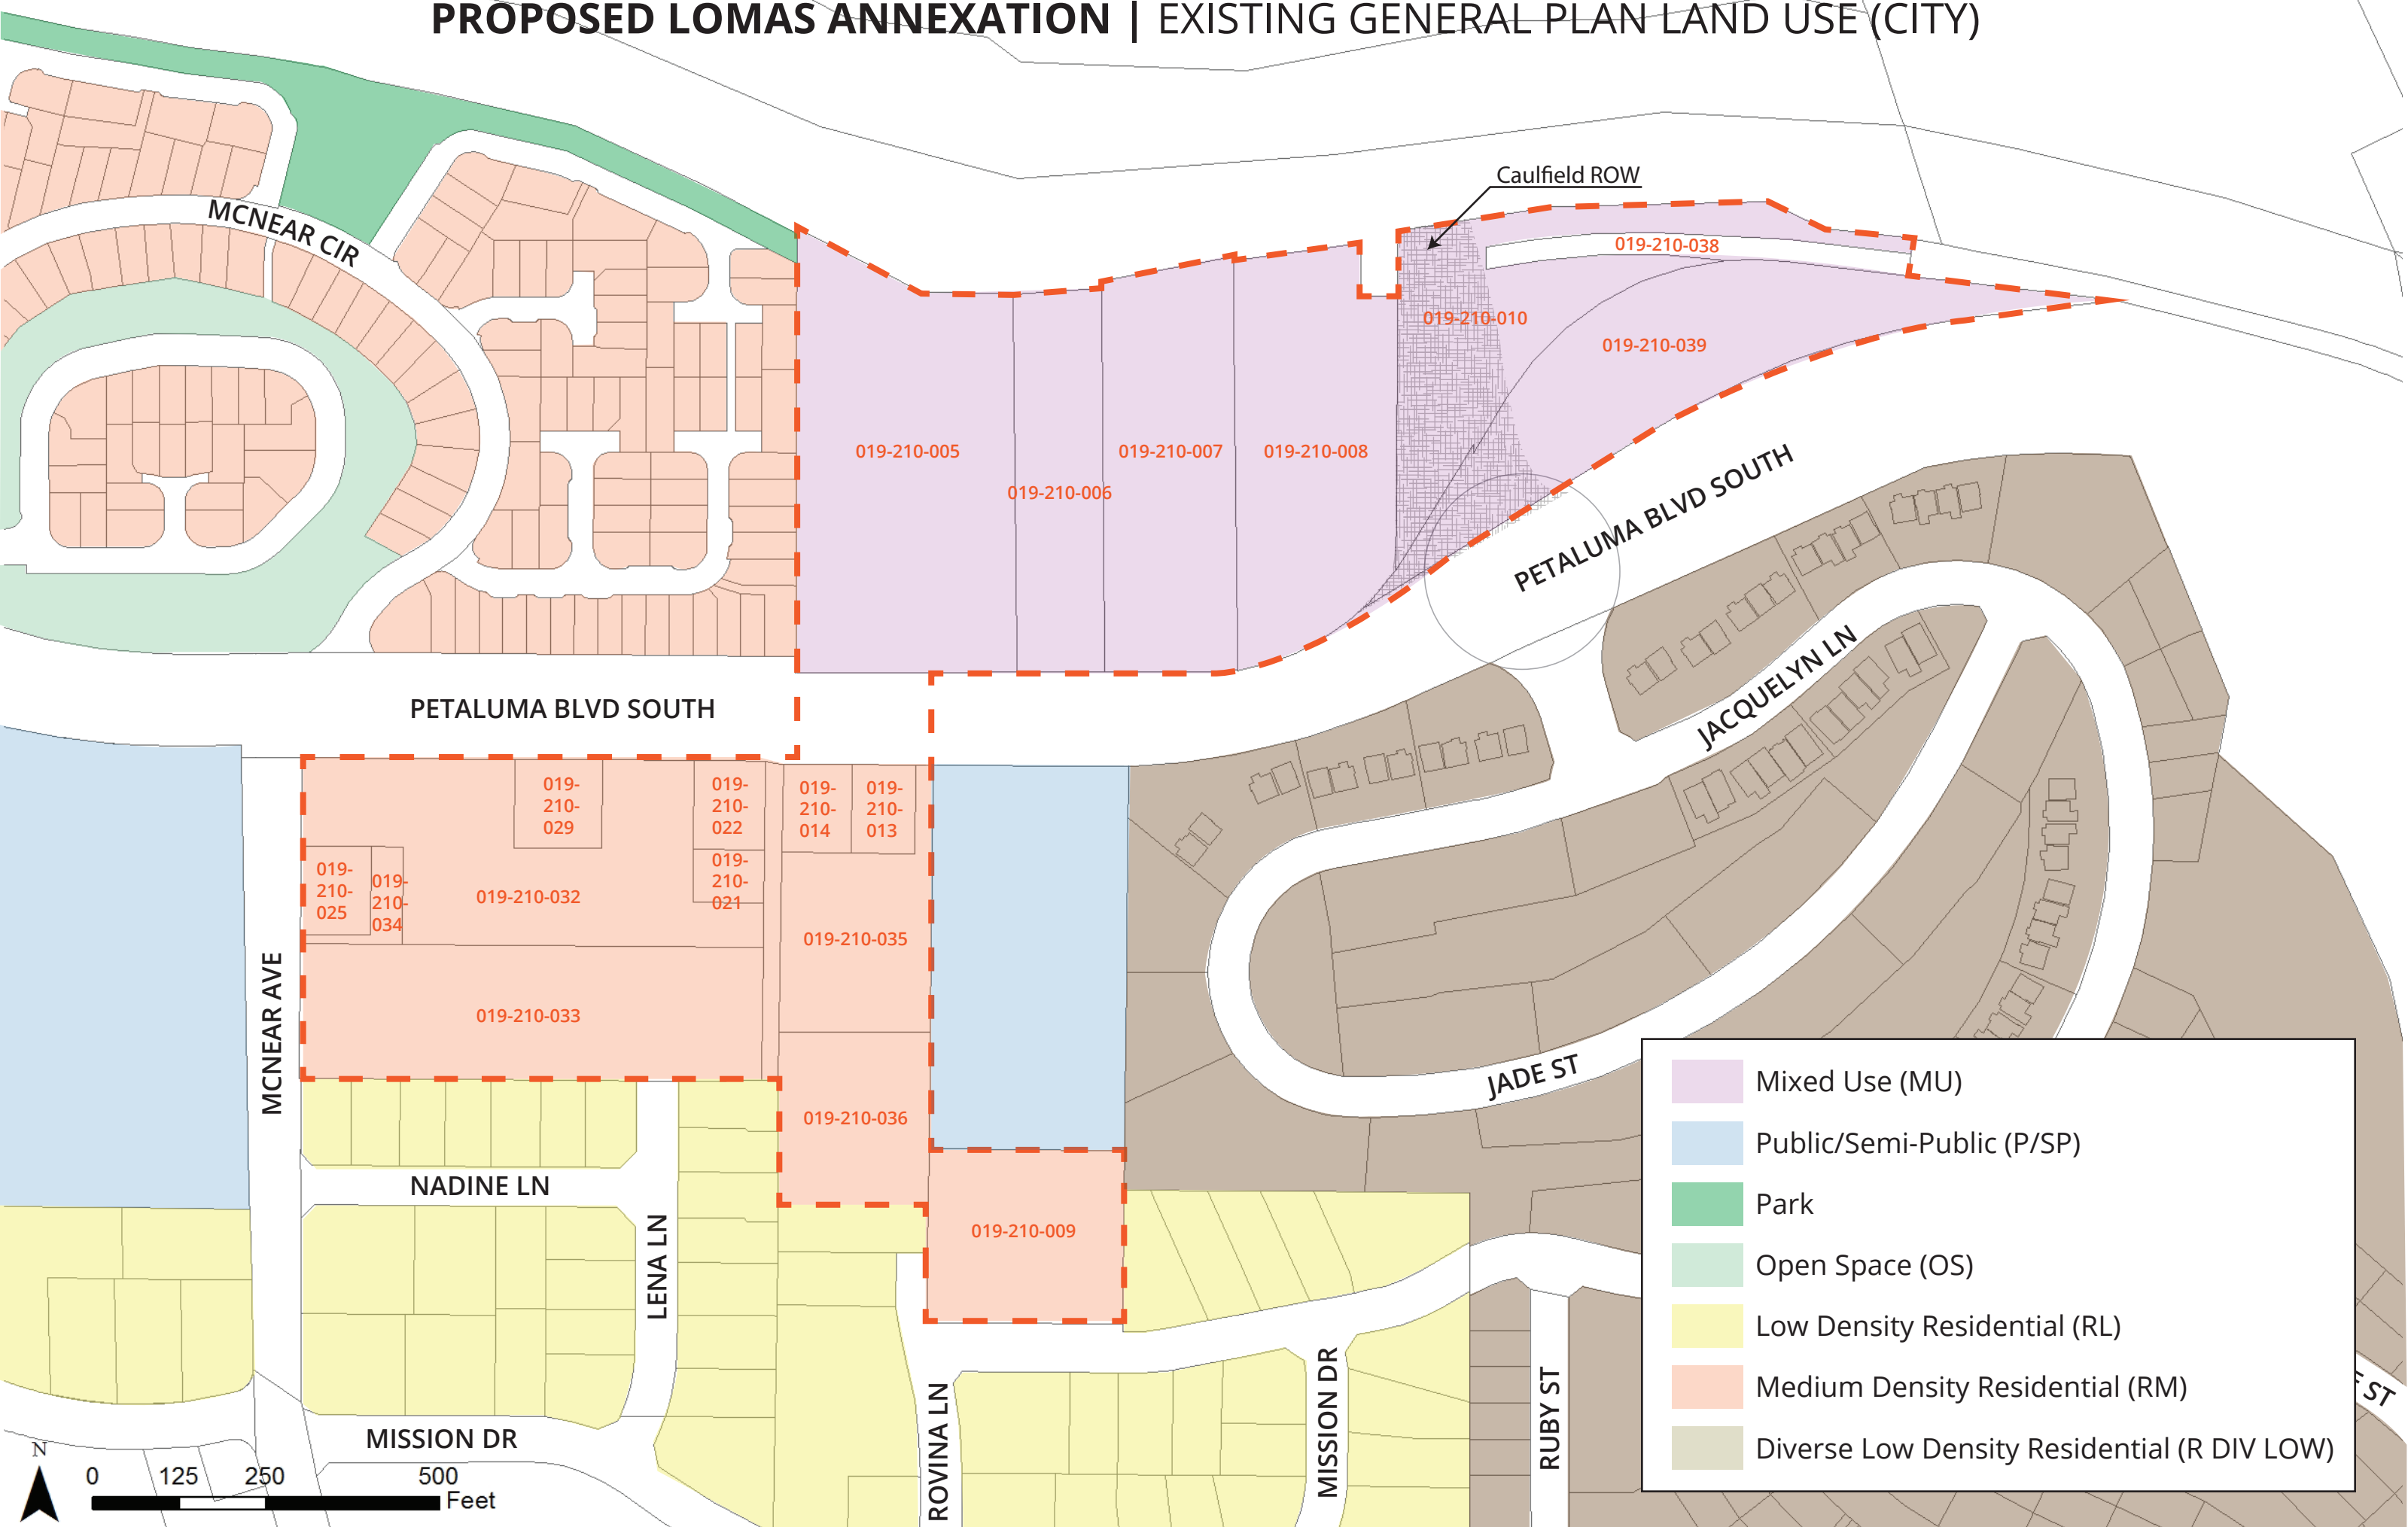 PROPOSED LOMAS ANNEXATION | EXISTING GENERAL PLAN LAND USE (CITY)
Caulfield ROW
MCNEAR CIR
019-210-038
019-210-010
019-210-039
019-210-005
019-210-007
019-210-008
019-210-006
PETALUMA BLVD SOUTH
PETALUMA BLVD SOUTH
JACQUELYN LN
019-
210-
029
019-
210-
022
019-
210-
014
019-
210-
013
019-
210-
021
019-
210-
025
019-
210-
034
019-210-032
019-210-035
019-210-033
MCNEAR AVE
JADE ST
019-210-036
NADINE LN
019-210-009
LENA LN
MISSION DR
ROVINA LN
MISSION DR
RUBY ST
ST
Mixed Use (MU)
Public/Semi-Public (P/SP)
Park
Open Space (OS)
Low Density Residential (RL)
Medium Density Residential (RM)
Diverse Low Density Residential (R DIV LOW)
N
0 125 250 500
Feet